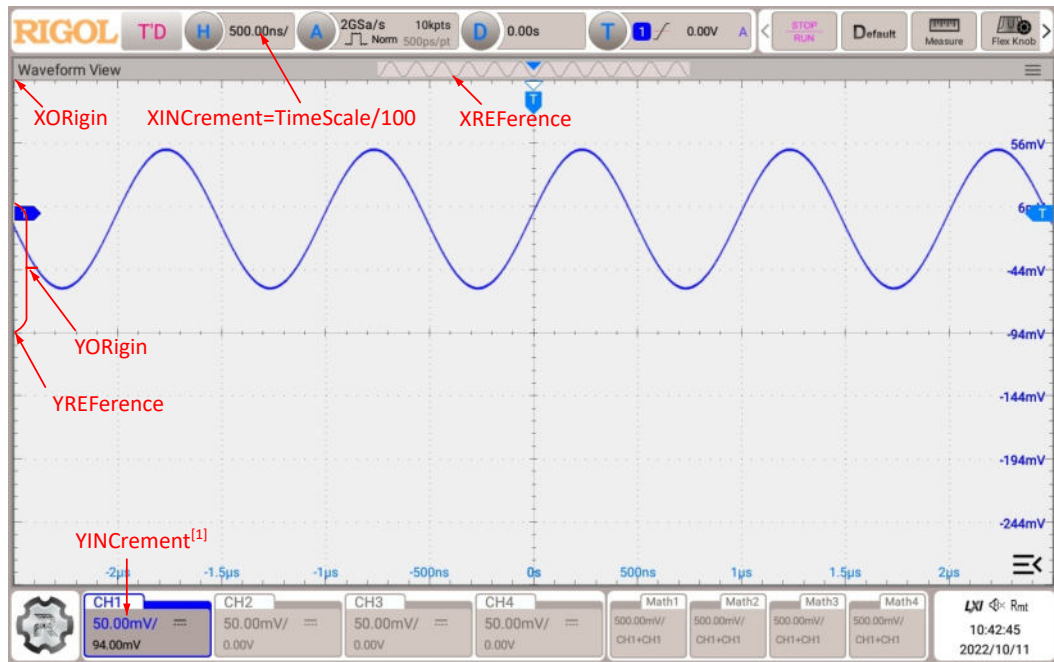 RIGOL T'D H 500.00ns/ A 2GSa/s 10kpts D 0.00s T 1 0.00V A < STOP Default Measure Flex Knob >
Norm 500ps/pt RUN
Waveform View
T
XORigin XINCrement=TimeScale/100 XREFerence
56mV
T
-44mV
YORigin
-94mV
YREFerence
-144mV
-194mV
-244mV
YINCrement[1]
-2µs -1.5µs -1µs -500ns 0s 500ns 1µs 1.5µs 2µs
CH1 CH2 CH3 CH4 Math1 Math2 Math3 Math4
50.00mV/ 50.00mV/ 50.00mV/ 50.00mV/ 500.00mV/ 500.00mV/ 500.00mV/ 500.00mV/
94.00mV 0.00V 0.00V 0.00V CH1+CH1 CH1+CH1 CH1+CH1 CH1+CH1
LXI Rmt
10:42:45
2022/10/11